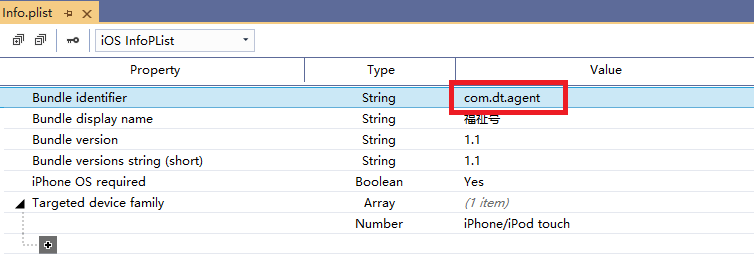 Info.plist
iOS InfoPList
Property Type Value
Bundle identifier String com.dt.agent
Bundle display name String 福祉号
Bundle version String 1.1
Bundle versions string (short) String 1.1
iPhone OS required Boolean Yes
Targeted device family Array (1 item)
Number iPhone/iPod touch